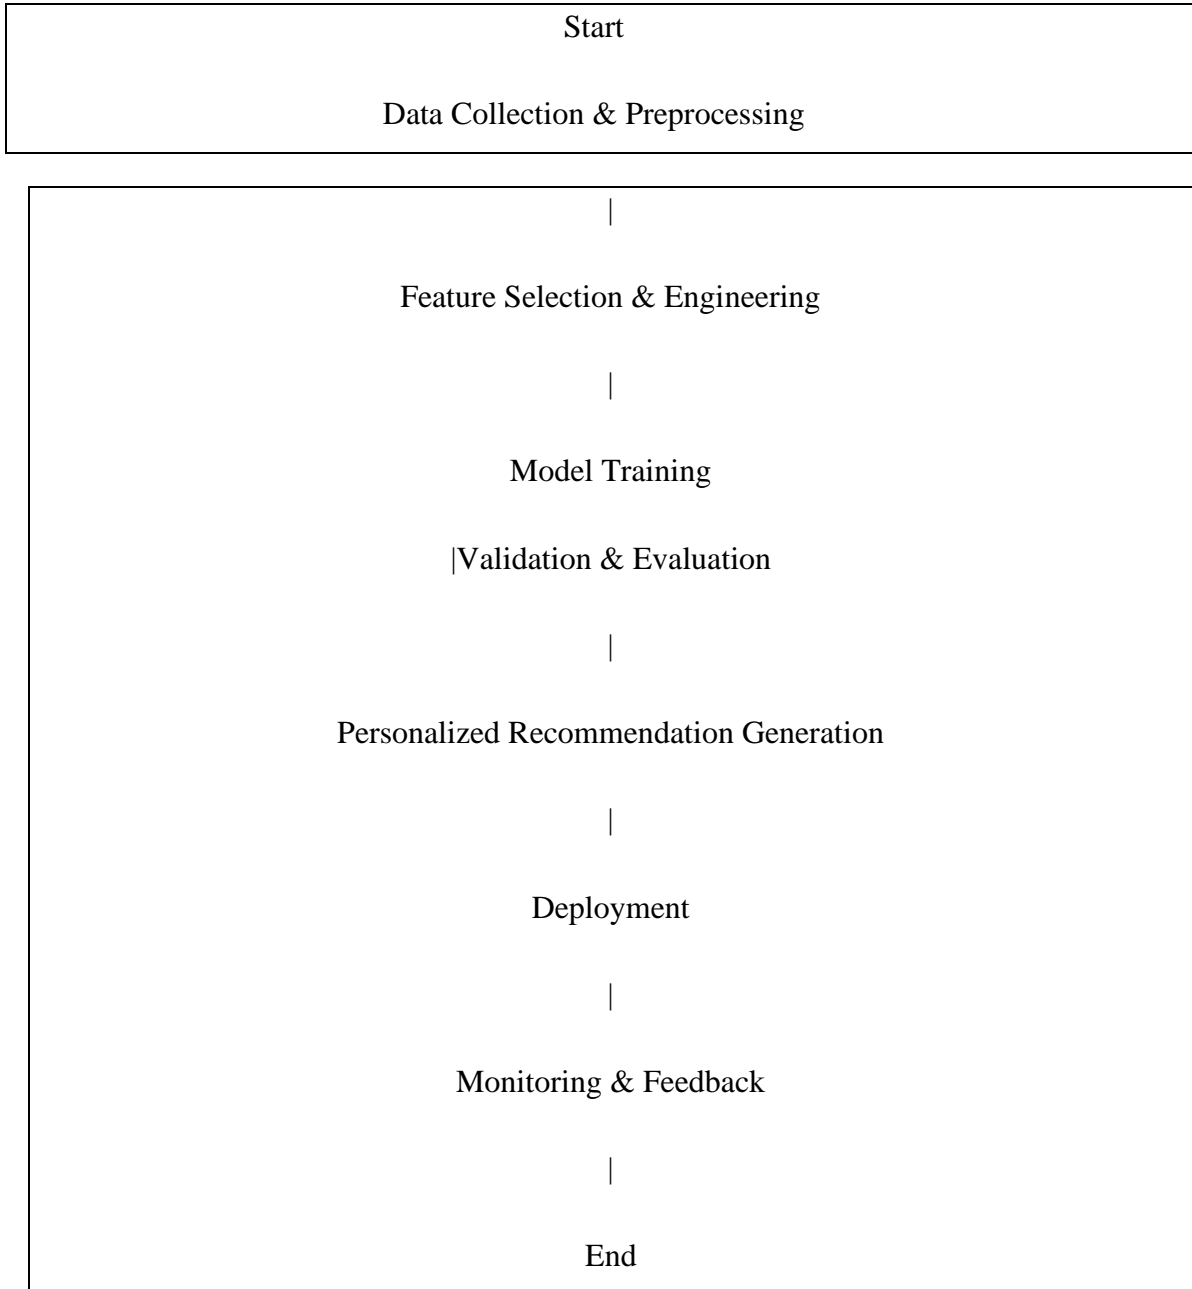 Start
Data Collection & Preprocessing
|
Feature Selection & Engineering
|
Model Training
|Validation & Evaluation
|
Personalized Recommendation Generation
|
Deployment
|
Monitoring & Feedback
|
End